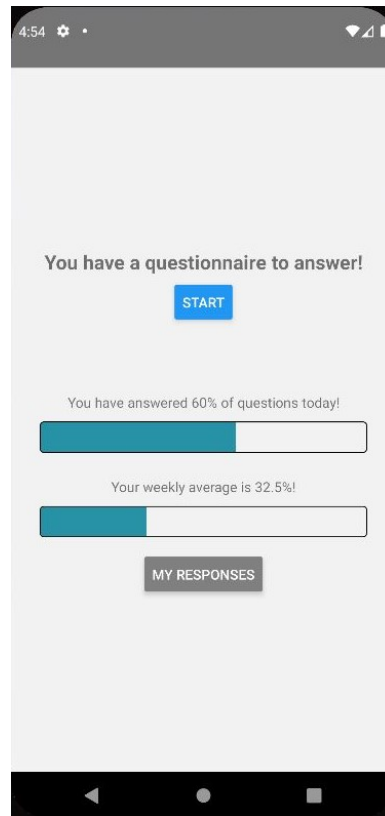 4:54
You have a questionnaire to answer!
START
You have answered 60% of questions today!
Your weekly average is 32.5%!
MY RESPONSES